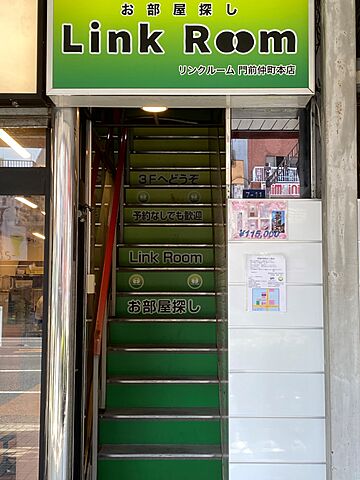 お部屋探し
Link Room
リンクルーム 門前仲町本店
3Fへどうぞ
予約なしでも歓迎
Link Room
お部屋探し
7-11
¥115,000